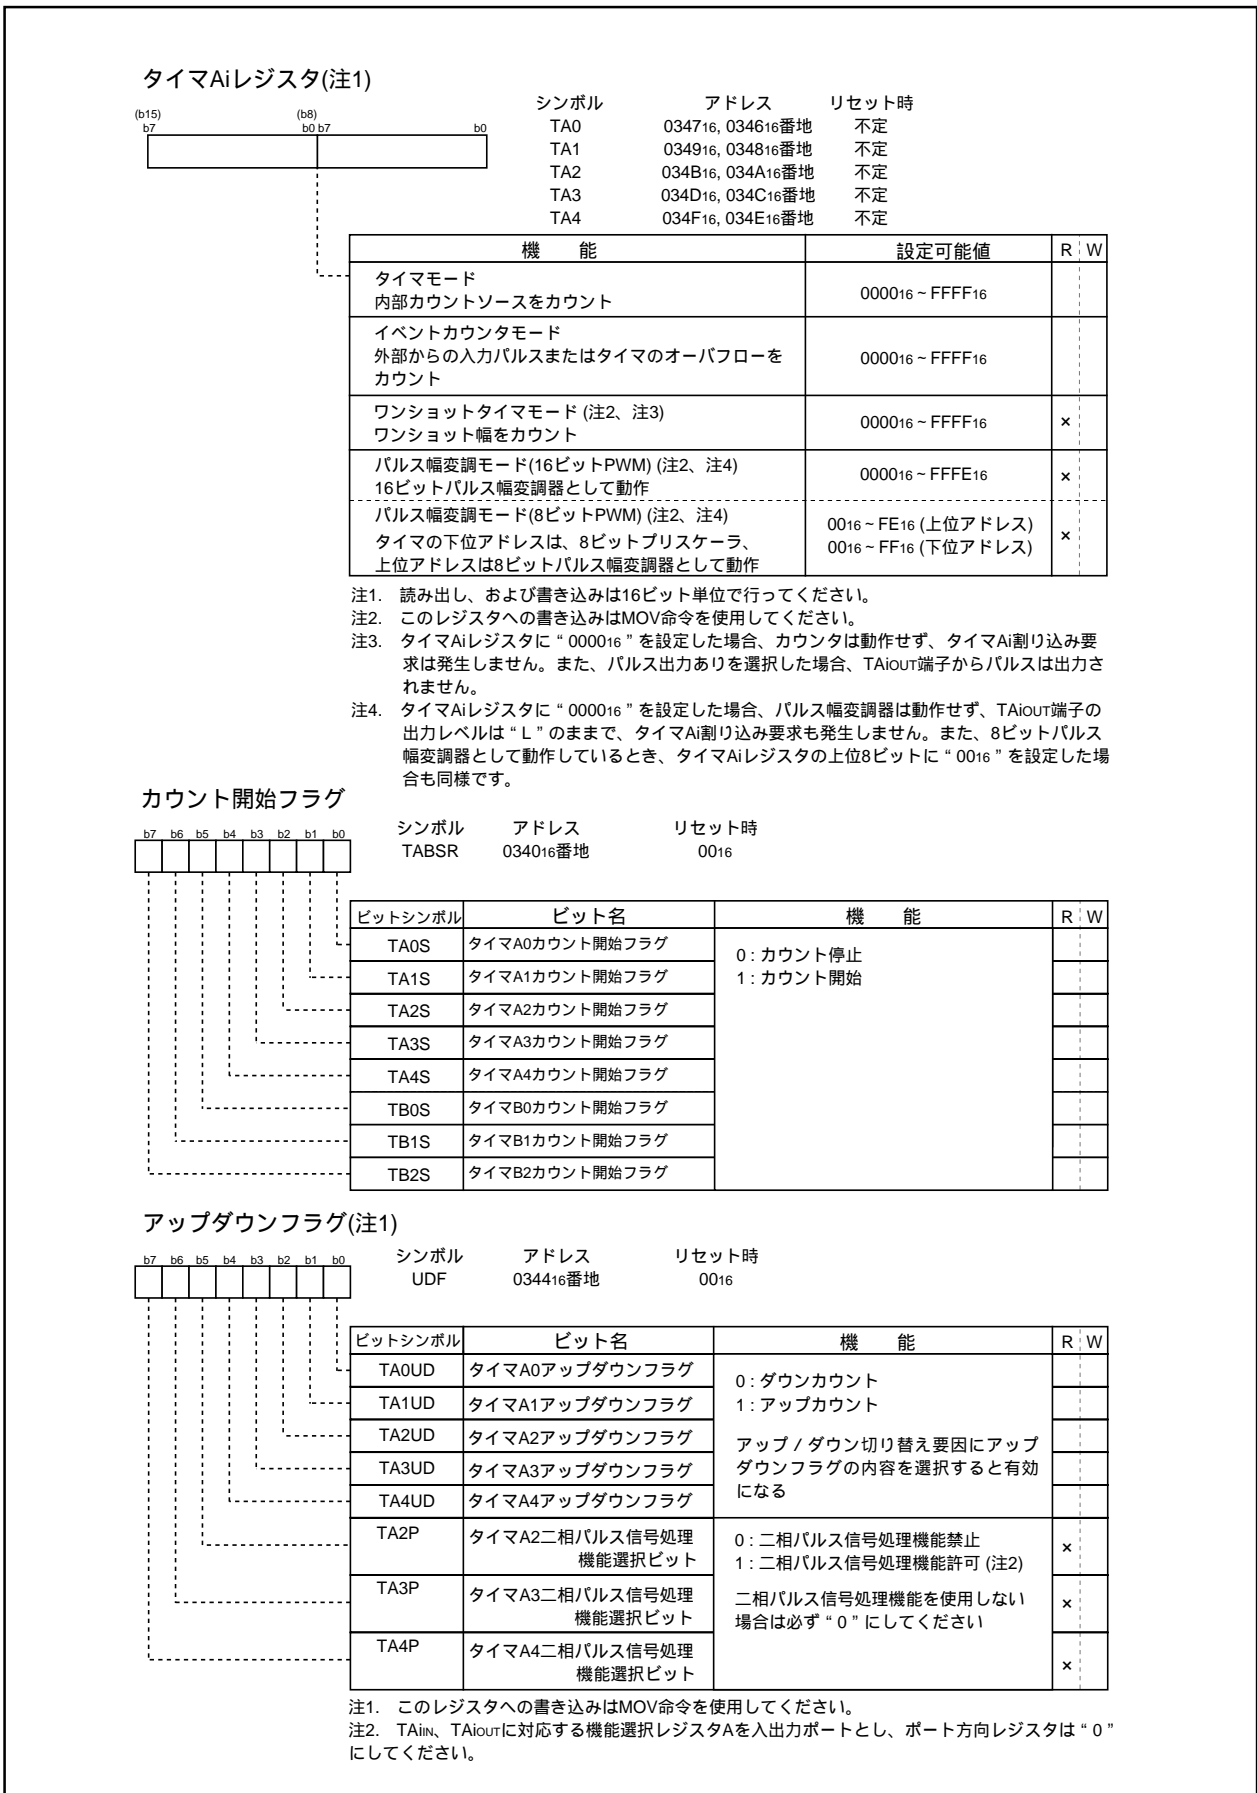 タイマAiレジスタ(注1)
(b15) (b8)
b7 b0 b7 b0
シンボル アドレス リセット時
TA0 034716, 034616番地 不定
TA1 034916, 034816番地 不定
TA2 034B16, 034A16番地 不定
TA3 034D16, 034C16番地 不定
TA4 034F16, 034E16番地 不定
機 能 設定可能値 R W
タイマモード
内部カウントソースをカウント
000016 ~ FFFF16
イベントカウンタモード
外部からの入力パルスまたはタイマのオーバフローを
カウント
000016 ~ FFFF16
ワンショットタイマモード (注2、注3)
ワンショット幅をカウント
000016 ~ FFFF16 ×
パルス幅変調モード(16ビットPWM) (注2、注4)
16ビットパルス幅変調器として動作
000016 ~ FFFE16 ×
パルス幅変調モード(8ビットPWM) (注2、注4)
タイマの下位アドレスは、8ビットプリスケーラ、
上位アドレスは8ビットパルス幅変調器として動作
0016 ~ FE16 (上位アドレス)
0016 ~ FF16 (下位アドレス)
×
注1. 読み出し、および書き込みは16ビット単位で行ってください。
注2. このレジスタへの書き込みはMOV命令を使用してください。
注3. タイマAiレジスタに“000016”を設定した場合、カウンタは動作せず、タイマAi割り込み要
求は発生しません。また、パルス出力ありを選択した場合、TAiOUT端子からパルスは出力さ
れません。
注4. タイマAiレジスタに“000016”を設定した場合、パルス幅変調器は動作せず、TAiOUT端子の
出力レベルは“L”のままで、タイマAi割り込み要求も発生しません。また、8ビットパルス
幅変調器として動作しているとき、タイマAiレジスタの上位8ビットに“0016”を設定した場
合も同様です。
カウント開始フラグ
b7 b6 b5 b4 b3 b2 b1 b0
シンボル アドレス リセット時
TABSR 034016番地 0016
ビットシンボル ビット名 機 能 R W
TA0S タイマA0カウント開始フラグ
0 : カウント停止
1 : カウント開始
TA1S タイマA1カウント開始フラグ
TA2S タイマA2カウント開始フラグ
TA3S タイマA3カウント開始フラグ
TA4S タイマA4カウント開始フラグ
TB0S タイマB0カウント開始フラグ
TB1S タイマB1カウント開始フラグ
TB2S タイマB2カウント開始フラグ
アップダウンフラグ(注1)
b7 b6 b5 b4 b3 b2 b1 b0
シンボル アドレス リセット時
UDF 034416番地 0016
ビットシンボル ビット名 機 能 R W
TA0UD タイマA0アップダウンフラグ
TA1UD タイマA1アップダウンフラグ
TA2UD タイマA2アップダウンフラグ
TA3UD タイマA3アップダウンフラグ
TA4UD タイマA4アップダウンフラグ
0 : ダウンカウント
1 : アップカウント
アップ / ダウン切り替え要因にアップ
ダウンフラグの内容を選択すると有効
になる
TA2P タイマA2二相パルス信号処理
機能選択ビット
×
TA3P タイマA3二相パルス信号処理
機能選択ビット
×
TA4P タイマA4二相パルス信号処理
機能選択ビット
×
0 : 二相パルス信号処理機能禁止
1 : 二相パルス信号処理機能許可 (注2)
二相パルス信号処理機能を使用しない
場合は必ず“0”にしてください
注1. このレジスタへの書き込みはMOV命令を使用してください。
注2. TAiIN、TAiOUTに対応する機能選択レジスタAを入出力ポートとし、ポート方向レジスタは“0”
にしてください。